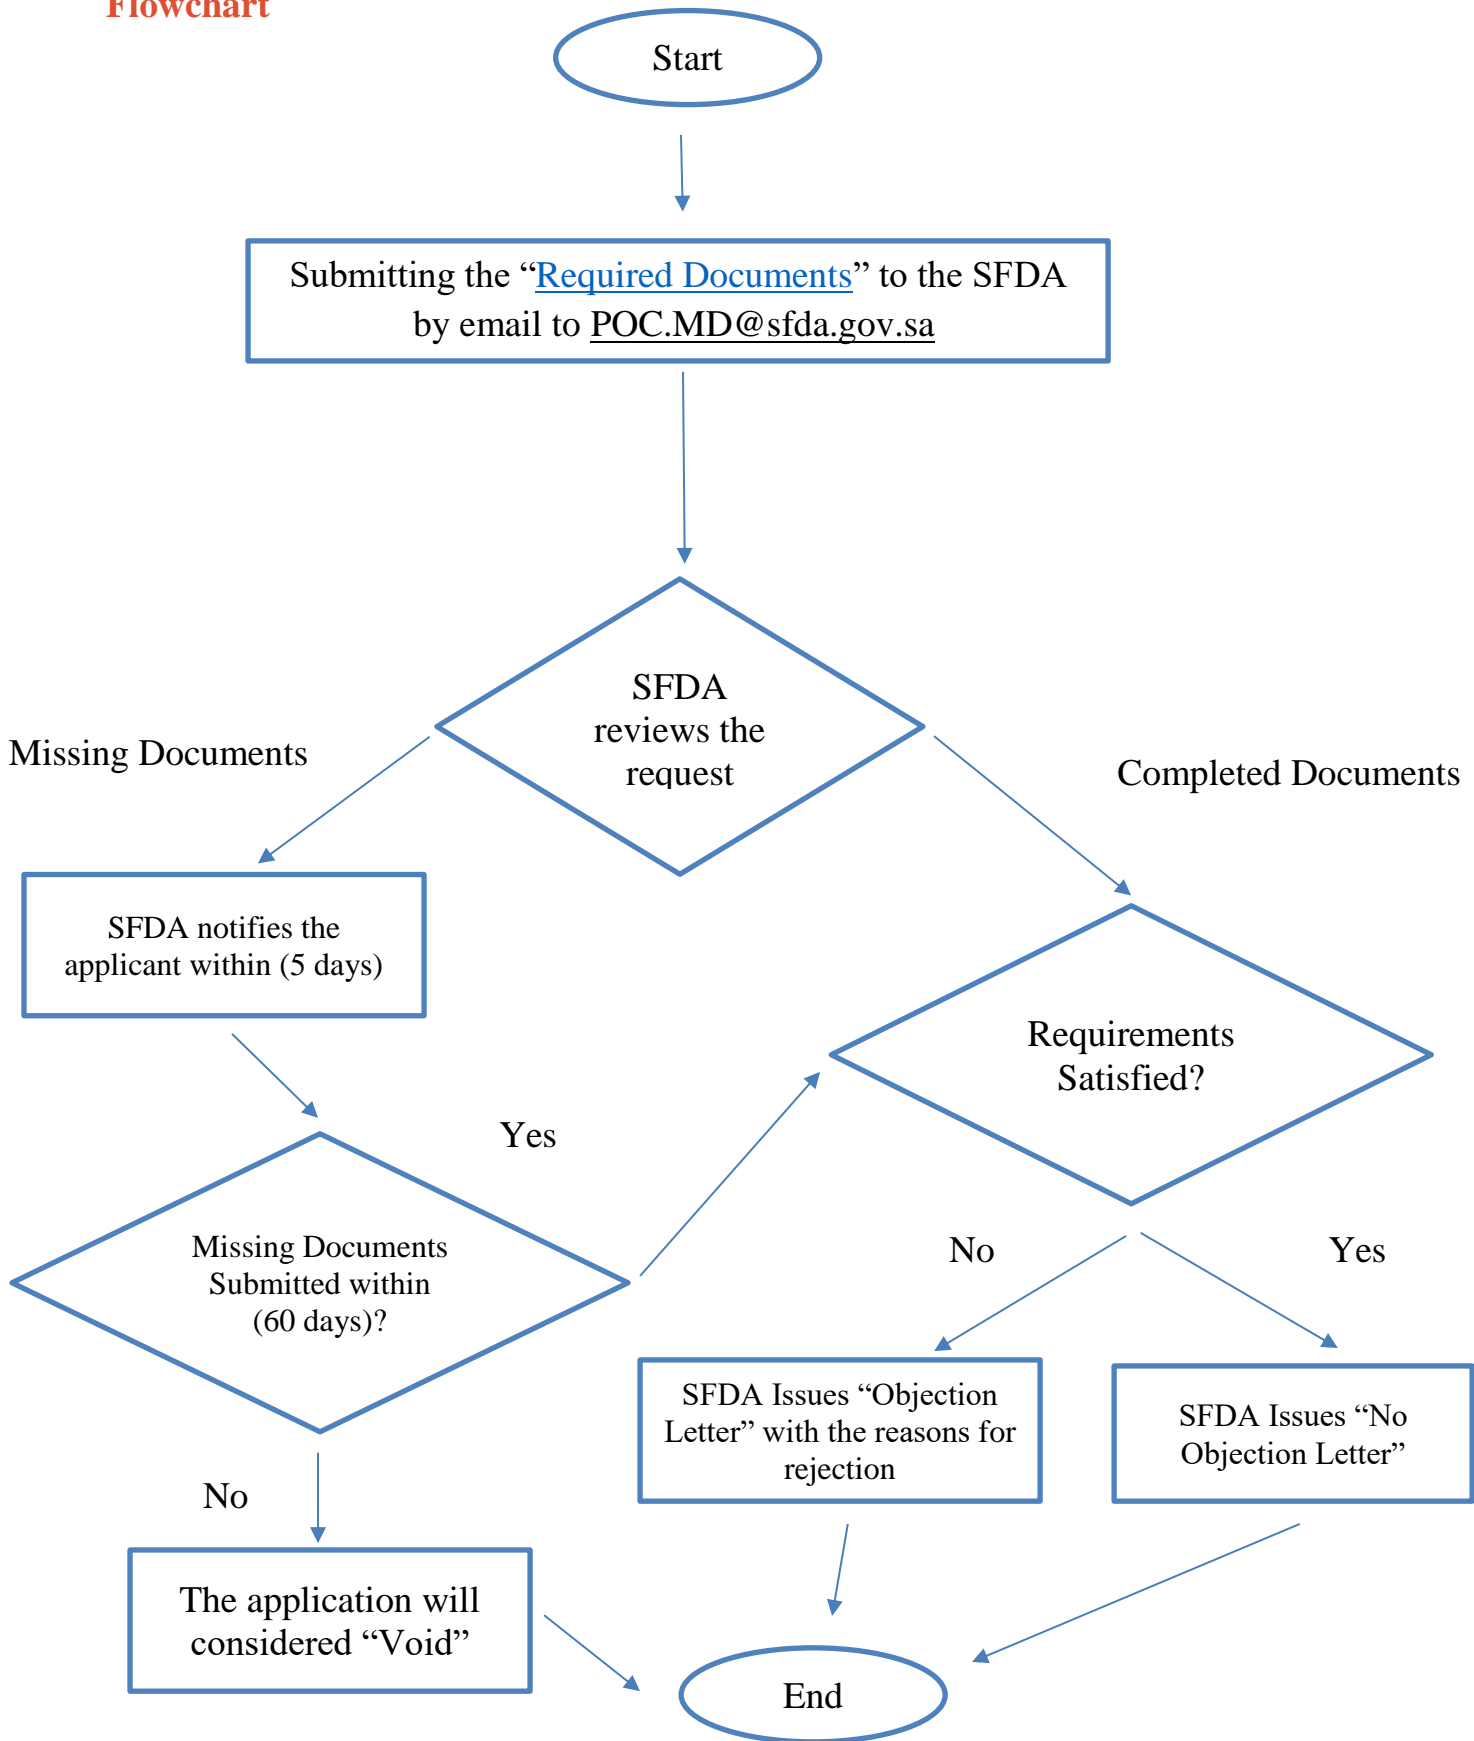 Flowchart
Start
Submitting the “Required Documents” to the SFDA
by email to POC.MD@sfda.gov.sa
SFDA
reviews the
request
Missing Documents
Completed Documents
SFDA notifies the
applicant within (5 days)
Requirements
Satisfied?
Yes
Missing Documents
Submitted within
(60 days)?
No
Yes
SFDA Issues “Objection
Letter” with the reasons for
rejection
SFDA Issues “No
Objection Letter”
No
The application will
considered “Void”
End